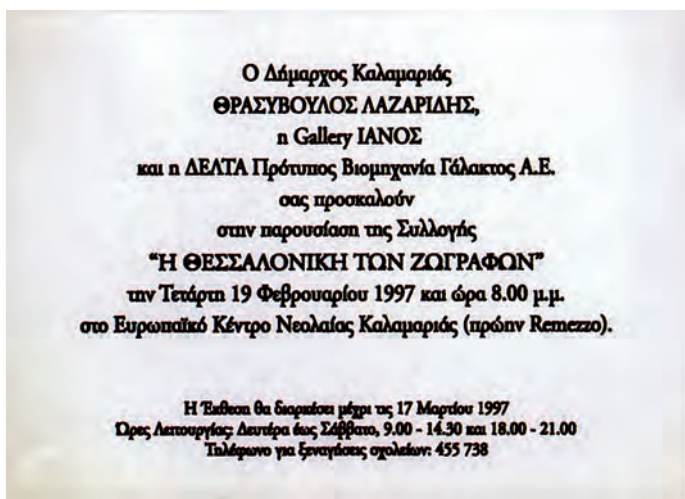 Ο Δήμαρχος Καλαμαριάς
ΘΡΑΣΥΒΟΥΛΟΣ ΛΑΖΑΡΙΔΗΣ,
η Gallery ΙΑΝΟΣ
και η ΔΕΛΤΑ Πρότυπος Βιομηχανία Γάλακτος Α.Ε.
σας προσκαλούν
στην παρουσίαση της Συλλογής
“Η ΘΕΣΣΑΛΟΝΙΚΗ ΤΩΝ ΖΩΓΡΑΦΩΝ”
την Τετάρτη 19 Φεβρουαρίου 1997 και ώρα 8.00 μ.μ.
στο Ευρωπαϊκό Κέντρο Νεολαίας Καλαμαριάς (πρώην Remezzo).
Η Έκθεση θα διαρκέσει μέχρι τις 17 Μαρτίου 1997
Ώρες Λειτουργίας: Δευτέρα έως Σάββατο, 9.00 - 14.30 και 18.00 - 21.00
Τηλέφωνο για ξεναγήσεις σχολείων: 455 738